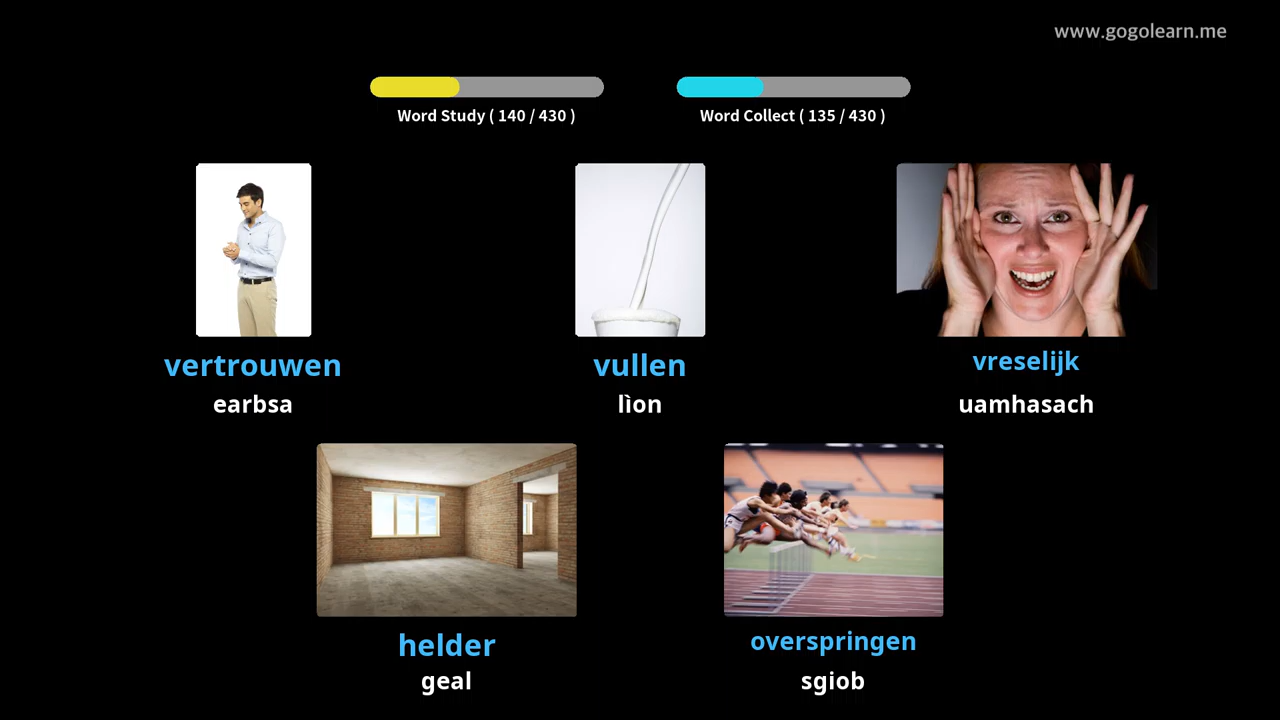 www.gogolearn.me
Word Study ( 140 / 430 )
Word Collect ( 135 / 430 )
vertrouwen
earbsa
vullen
lìon
vreselijk
uamhasach
helder
geal
overspringen
sgiob